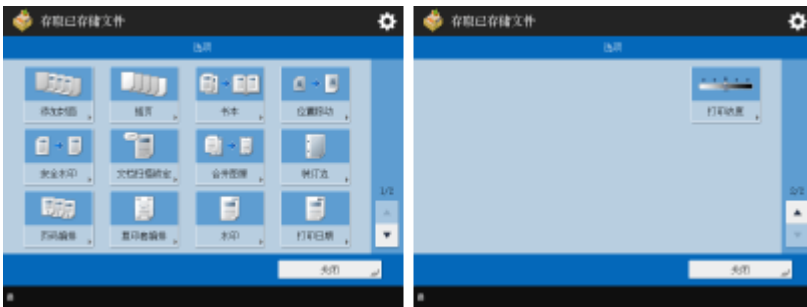 存取已存储文件
选项
添加封面
插页
书本
位置移动
安全水印
文档扫描锁定
合并图像
装订边
页码编排
复印套编排
水印
打印日期
1/2
关闭
存取已存储文件
选项
打印浓度
2/2
关闭